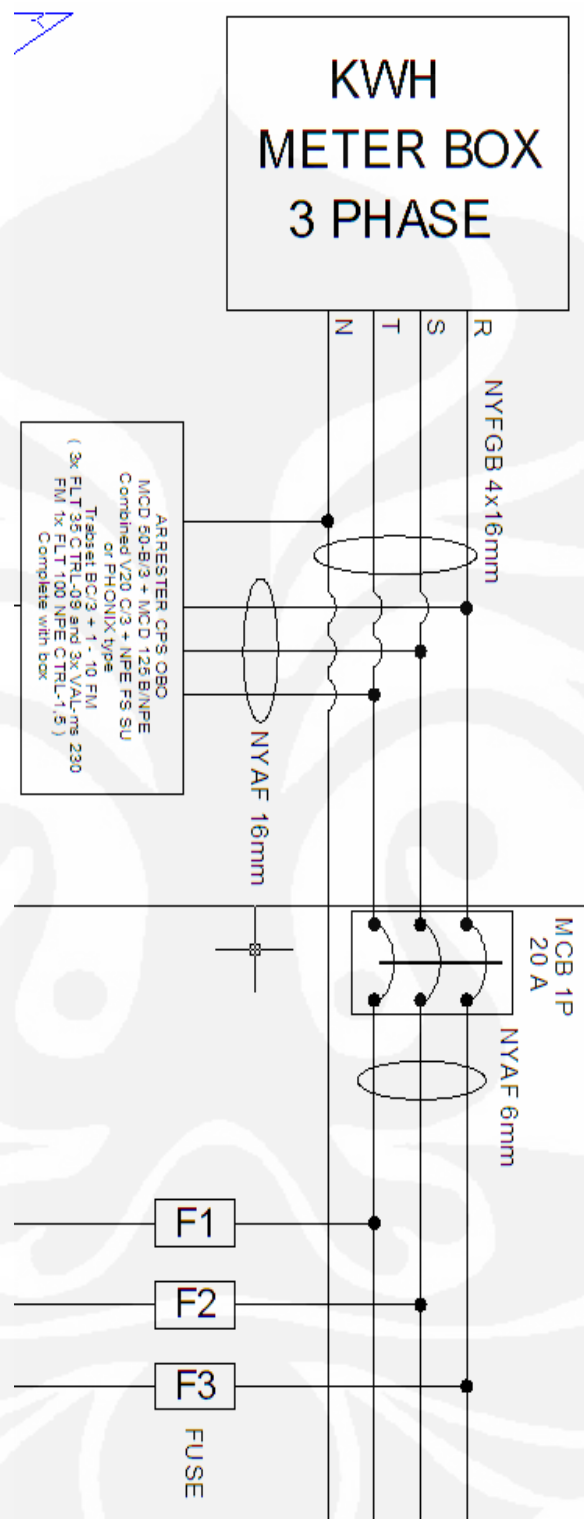 KWH
METER BOX
3 PHASE
N
T
S
R
NYFGB 4x16mm
ARRESTER CPS OBO
MCD 50-B/3 + MCD 125 B/NPE
Combined V20 C/3 + NPE FS SU
or PHONIX type
Trabset BC/3 + 1 - 10 FM
( 3x FLT 35 CTRL-09 and 3x VAL-ms 230
FM 1x FLT 100 NPE CTRL-1,5 )
Complete with box
NYAF 16mm
MCB 1P
20 A
NYAF 6mm
F1
F2
F3
FUSE